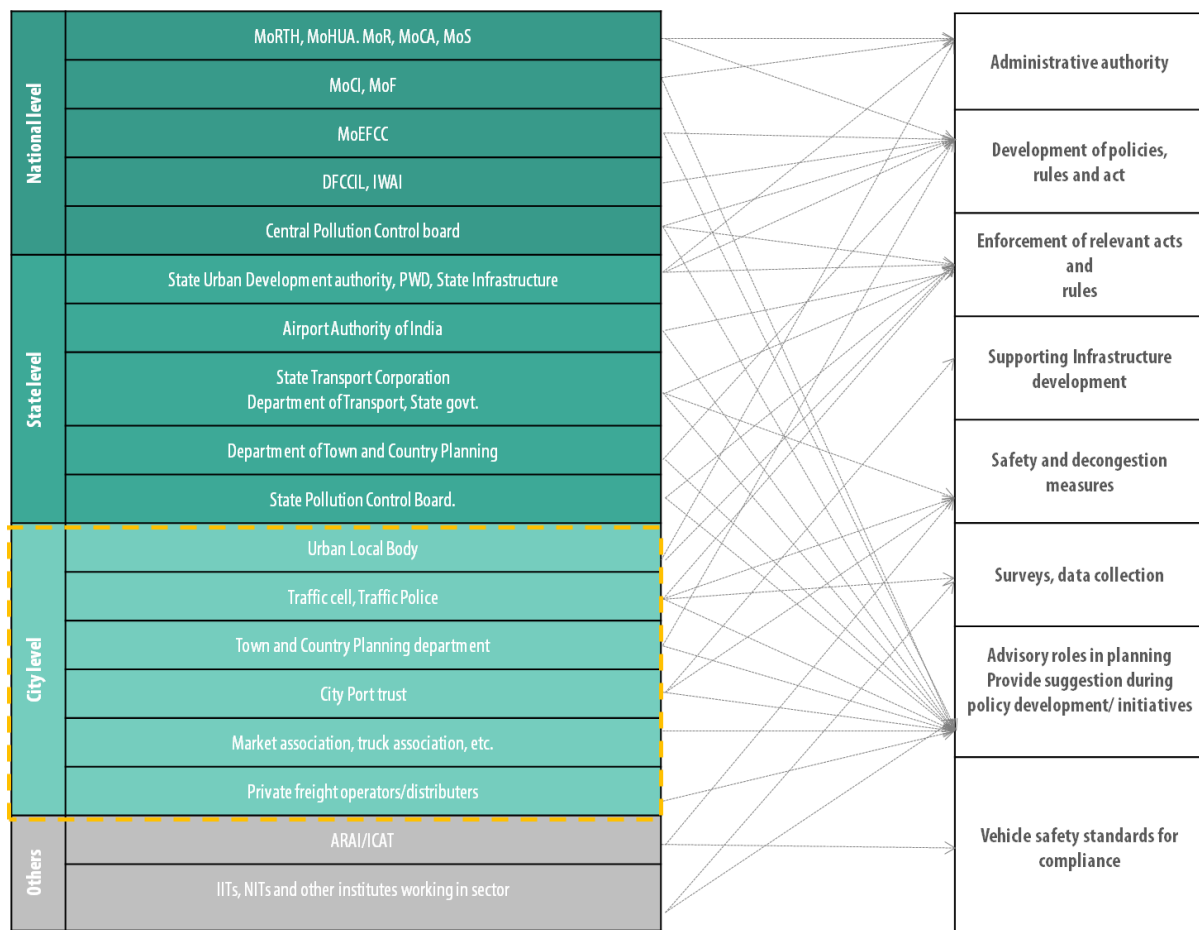 National level
MoRTH, MoHUA. MoR, MoCA, MoS
MoCI, MoF
MoEFCC
DFCCIL, IWAI
Central Pollution Control board
State level
State Urban Development authority, PWD, State Infrastructure
Airport Authority of India
State Transport Corporation
Department of Transport, State govt.
Department of Town and Country Planning
State Pollution Control Board.
City level
Urban Local Body
Traffic cell, Traffic Police
Town and Country Planning department
City Port trust
Market association, truck association, etc.
Private freight operators/distributers
Others
ARAI/ICAT
IITs, NITs and other institutes working in sector
Administrative authority
Development of policies,
rules and act
Enforcement of relevant acts
and
rules
Supporting Infrastructure
development
Safety and decongestion
measures
Surveys, data collection
Advisory roles in planning
Provide suggestion during
policy development/ initiatives
Vehicle safety standards for
compliance